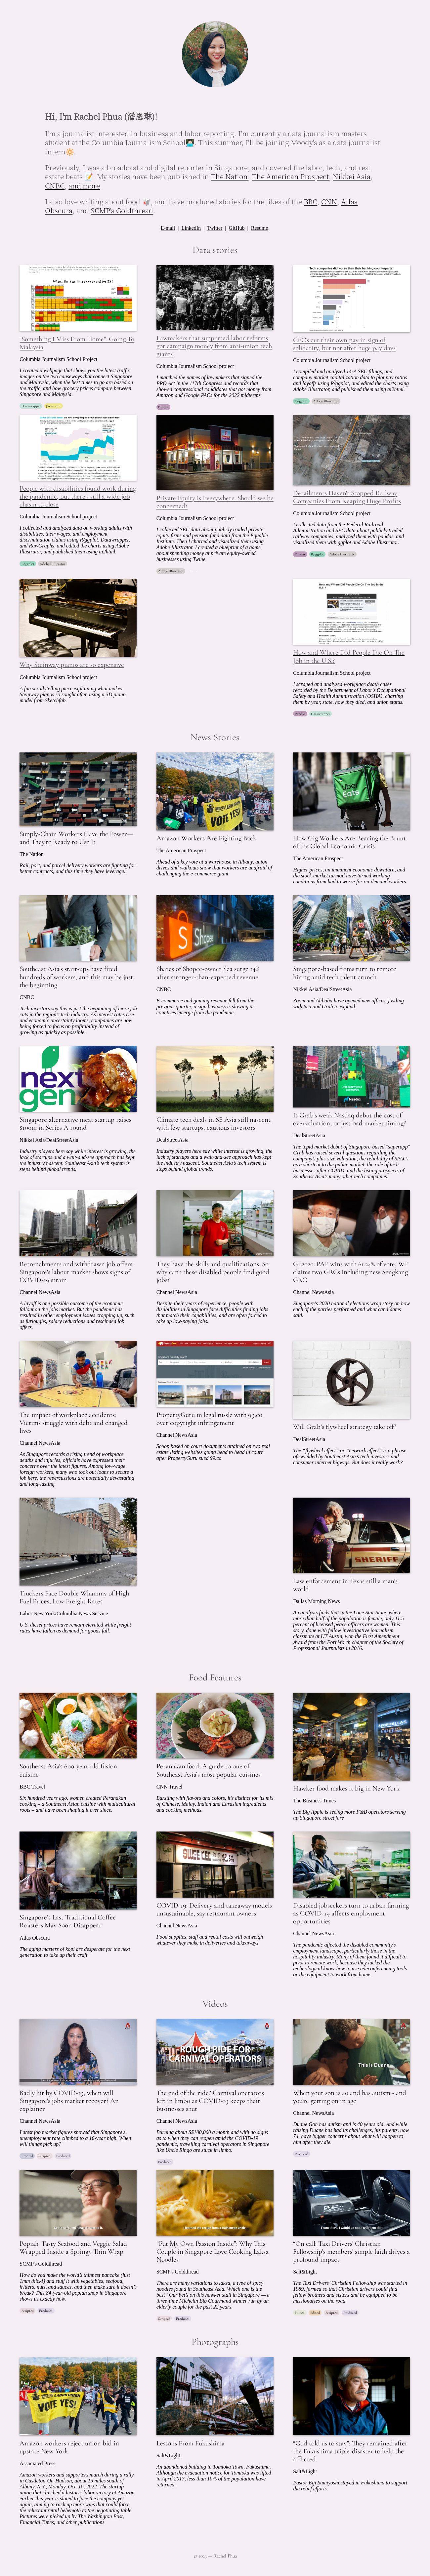 Hi, I'm Rachel Phua (潘恩琳)!
I'm a journalist interested in business and labor reporting. I'm currently a data journalism masters
student at the Columbia Journalism School👩🏻‍💻. This summer, I'll be joining Moody's as a data journalism
intern🔆.
Previously, I was a broadcast and digital reporter in Singapore, and covered the labor, tech, and real
estate beats 📝. My stories have been published in The Nation, The American Prospect, Nikkei Asia,
CNBC, and more.
I also love writing about food 🥡, and have produced stories for the likes of the BBC, CNN, Atlas
Obscura, and SCMP's Goldthread.
E-mail | LinkedIn | Twitter | GitHub | Resume
Data stories
"Something I Miss From Home": Going To
Malaysia
Columbia Journalism School Project
I created a webpage that shows you the latest traffic
images at the two causeways that connect Singapore
and Malaysia, when the best times to go are based on
the traffic, and how grocery prices compare between
Singapore and Malaysia.
Datawrapper Javascript
Lawmakers that supported labor reforms
got campaign money from anti-union tech
giants
Columbia Journalism School project
I matched the names of lawmakers that signed the
PRO Act in the 117th Congress and records that
showed congressional candidates that got money from
Amazon and Google PACs for the 2022 midterms.
Pandas
CEOs cut their own pay in sign of
solidarity, but not after huge pay days
Columbia Journalism School project
I compiled and analyzed 14-A SEC filings, and
company market capitalization data to do pay ratios
and layoffs using R/ggplot, and edited the charts using
Adobe Illustrator, and published them using ai2html.
R/ggplot Adobe Illustrator
People with disabilities found work during
the pandemic, but there's still a wide job
chasm to close
Columbia Journalism School project
I collected and analyzed data on working adults with
disabilities, their wages, and employment
discrimination claims using R/ggplot, Datawrapper,
and RawGraphs. I edited the charts using Adobe
Illustrator, and published them using ai2html.
R/ggplot Adobe Illustrator
Private Equity is Everywhere. Should we be
concerned?
Columbia Journalism School project
I collected SEC data about publicly traded private
equity firms and pension fund data from the Equable
Institute. Then I charted and visualized them using
Adobe Illustrator. I created a blueprint of a game
about spending money at private equity-owned
businesses using Twine.
Adobe Illustrator
Derailments Haven't Stopped Railway
Companies From Reaping Huge Profits
Columbia Journalism School project
I collected data from the Federal Railroad
Administration and SEC data about publicly traded
railway companies, analyzed them with pandas, and
visualized them with ggplot and Adobe Illustrator.
Pandas R/ggplot Adobe Illustrator
Why Steinway pianos are so expensive
Columbia Journalism School project
A fun scrollytelling piece explaining what makes
Steinway pianos so sought after, using a 3D piano
model from Sketchfab.
How and Where Did People Die On The
Job in the U.S.?
Columbia Journalism School project
I scraped and analyzed workplace death cases
recorded by the Department of Labor's Occupational
Safety and Health Administration (OSHA), charting
them by year, state, how they died, and union status.
Pandas Datawrapper
News Stories
Supply-Chain Workers Have the Power—
and They're Ready to Use It
The Nation
Rail, port, and parcel delivery workers are fighting for
better contracts, and this time they have leverage.
Amazon Workers Are Fighting Back
The American Prospect
Ahead of a key vote at a warehouse in Albany, union
drives and walkouts show that workers are unafraid of
challenging the e-commerce giant.
How Gig Workers Are Bearing the Brunt
of the Global Economic Crisis
The American Prospect
Higher prices, an imminent economic downturn, and
the stock market turmoil have turned working
conditions from bad to worse for on-demand workers.
Southeast Asia's start-ups have fired
hundreds of workers, and this may be just
the beginning
CNBC
Tech investors say this is just the beginning of more job
cuts in the region's tech industry. As interest rates rise
and economic uncertainty looms, companies are now
being forced to focus on profitability instead of
growing as quickly as possible.
Shares of Shopee-owner Sea surge 14%
after stronger-than-expected revenue
CNBC
E-commerce and gaming revenue fell from the
previous quarter, a sign business is slowing as
countries emerge from the pandemic.
Singapore-based firms turn to remote
hiring amid tech talent crunch
Nikkei Asia/DealStreetAsia
Zoom and Alibaba have opened new offices, jostling
with Sea and Grab to expand.
next
gen
Singapore alternative meat startup raises
$100m in Series A round
Nikkei Asia/DealStreetAsia
Industry players here say while interest is growing, the
lack of startups and a wait-and-see approach has kept
the industry nascent. Southeast Asia's tech system is
steps behind global trends.
Climate tech deals in SE Asia still nascent
with few startups, cautious investors
DealStreetAsia
Industry players here say while interest is growing, the
lack of startups and a wait-and-see approach has kept
the industry nascent. Southeast Asia's tech system is
steps behind global trends.
Is Grab's weak Nasdaq debut the cost of
overvaluation, or just bad market timing?
DealStreetAsia
The tepid market debut of Singapore-based "superapp"
Grab has raised several questions regarding the
company's pluis-size valuation, the reliability of SPACs
as a shortcut to the public market, the role of tech
businesses after COVID, and the listing prospects of
Southeast Asia's many other tech companies.
Retrenchments and withdrawn job offers:
Singapore's labour market shows signs of
COVID-19 strain
Channel NewsAsia
A layoff is one possible outcome of the economic
fallout on the job market. But the pandemic has
resulted in other employment issues cropping up, such
as furloughs, salary reductions and rescinded job
offers.
They have the skills and qualifications. So
why can't these disabled people find good
jobs?
Channel NewsAsia
Despite their years of experience, people with
disabilities in Singapore face difficulties finding jobs
that match their capabilities, and are often forced to
take up low-paying jobs.
GE2020: PAP wins with 61.24% of vote; WP
claims two GRCs including new Sengkang
GRC
Channel NewsAsia
Singapore's 2020 national elections wrap story on how
each of the parties performed and what candidates
said.
The impact of workplace accidents:
Victims struggle with debt and changed
lives
Channel NewsAsia
As Singapore records a rising trend of workplace
deaths and injuries, officials have expressed their
concerns over the latest figures. Among low-wage
foreign workers, many who took out loans to secure a
job here, the repercussions are potentially devastating
and long-lasting.
PropertyGuru in legal tussle with 99.co
over copyright infringement
Channel NewsAsia
Scoop based on court documents attained on two real
estate listing websites going head to head in court
after PropertyGuru sued 99.co.
Will Grab's flywheel strategy take off?
DealStreetAsia
The "flywheel effect" or "network effect" is a phrase
oft-wielded by Southeast Asia's tech investors and
consumer internet bigwigs. But does it really work?
Truckers Face Double Whammy of High
Fuel Prices, Low Freight Rates
Labor New York/Columbia News Service
U.S. diesel prices have remain elevated while freight
rates have fallen as demand for goods fall.
SHERIFF
Law enforcement in Texas still a man's
world
Dallas Morning News
An analysis finds that in the Lone Star State, where
more than half of the population is female, only 11.5
percent of licensed peace officers are women. This
story, done with fellow investigative journalism
classmate at UT Austin, won the First Amendment
Award from the Fort Worth chapter of the Society of
Professional Journalists in 2016.
Food Features
Southeast Asia's 600-year-old fusion
cuisine
BBC Travel
Six hundred years ago, women created Peranakan
cooking – a Southeast Asian cuisine with multicultural
roots – and have been shaping it ever since.
Peranakan food: A guide to one of
Southeast Asia's most popular cuisines
CNN Travel
Bursting with flavors and colors, it's distinct for its mix
of Chinese, Malay, Indian and Eurasian ingredients
and cooking methods.
Hawker food makes it big in New York
The Business Times
The Big Apple is seeing more F&B operators serving
up Singapore street fare
Singapore's Last Traditional Coffee
Roasters May Soon Disappear
Atlas Obscura
The aging masters of kopi are desperate for the next
generation to take up their craft.
COVID-19: Delivery and takeaway models
unsustainable, say restaurant owners
Channel NewsAsia
Food supplies, staff and rental costs will outweigh
whatever they make in deliveries and takeaways.
Disabled jobseekers turn to urban farming
as COVID-19 affects employment
opportunities
Channel NewsAsia
The pandemic affected the disabled community's
employment landscape, particularly those in the
hospitality industry. Many of them found it difficult to
pivot to remote work, because they lacked the
technological know-how to use teleconferencing tools
or the equipment to work from home.
Videos
Badly hit by COVID-19, when will
Singapore's jobs market recover? An
explainer
Channel NewsAsia
Latest job market figures showed that Singapore's
unemployment rate climbed to a 16-year high. When
will things pick up?
Featured Scripted Produced
ROUGH RIDE FOR
CARNIVAL OPERATORS
The end of the ride? Carnival operators
left in limbo as COVID-19 keeps their
businesses shut
Channel NewsAsia
Burning about S$100,000 a month and with no signs
as to when they can reopen amid the COVID-19
pandemic, travelling carnival operators in Singapore
like Uncle Ringo are stuck in limbo.
Produced
This is Duane
When your son is 40 and has autism - and
you're getting on in age
Channel NewsAsia
Duane Goh has autism and is 40 years old. And while
raising Duane has had its challenges, his parents, now
74, have bigger concerns about what will happen to
him after they die.
Produced
Popiah: Tasty Seafood and Veggie Salad
Wrapped Inside a Springy Thin Wrap
SCMP's Goldthread
How do you make the world's thinnest pancake (just
1mm thick!) and stuff it with vegetables, seafood,
fritters, nuts, and sauces, and then make sure it doesn't
break? This 84-year-old popiah shop in Singapore
shows us exactly how.
Scripted Produced
"Put My Own Passion Inside": Why This
Couple in Singapore Love Cooking Laksa
Noodles
SCMP's Goldthread
There are many variations to laksa, a type of spicy
noodles found in Southeast Asia. Which one is the
best? Our bet's on this hawker stall in Singapore — a
three-time Michelin Bib Gourmand winner run by an
elderly couple for the past 22 years.
Scripted Produced
"On call: Taxi Drivers' Christian
Fellowship's members' simple faith drives a
profound impact
Salt&Light
The Taxi Drivers' Christian Fellowship was started in
1989, formed so that Christian drivers could find
fellow brothers and sisters and be equipped to be
missionaries on the road.
Filmed Edited Scripted Produced
Photographs
Amazon workers reject union bid in
upstate New York
Associated Press
Amazon workers and supporters march during a rally
in Castleton-On-Hudson, about 15 miles south of
Albany, N.Y., Monday, Oct. 10, 2022. The startup
union that clinched a historic labor victory at Amazon
earlier this year is slated to face the company yet
again, aiming to rack up more wins that could force
the reluctant retail behemoth to the negotiating table.
Pictures were picked up by The Washington Post,
Financial Times, and other publications.
Lessons From Fukushima
Salt&Light
An abandoned building in Tomioka Town, Fukushima.
Although the evacuation notice for Tomioka was lifted
in April 2017, less than 10% of the population have
returned.
"God told us to stay": They remained after
the Fukushima triple-disaster to help the
afflicted
Salt&Light
Pastor Eiji Sumiyoshi stayed in Fukushima to support
the relief efforts.
© 2023 — Rachel Phua